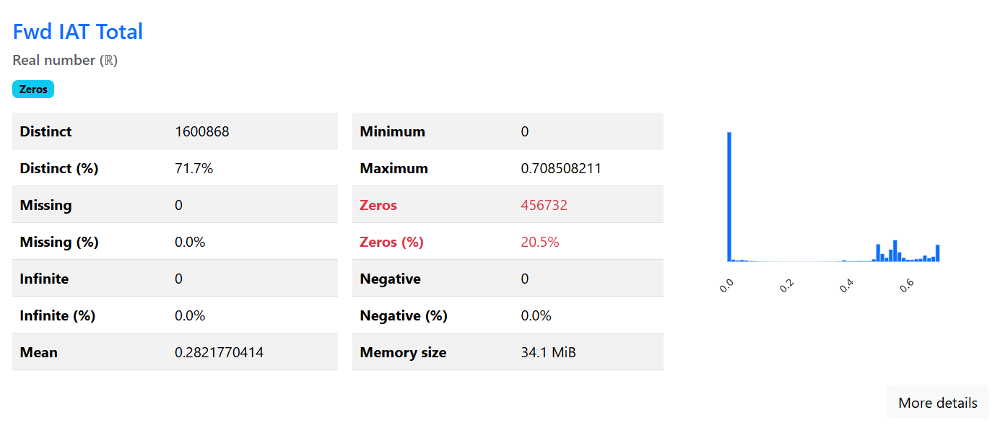 Fwd IAT Total
Real number (ℝ)
Zeros
Distinct 1600868
Distinct (%) 71.7%
Missing 0
Missing (%) 0.0%
Infinite 0
Infinite (%) 0.0%
Mean 0.2821770414
Minimum 0
Maximum 0.708508211
Zeros 456732
Zeros (%) 20.5%
Negative 0
Negative (%) 0.0%
Memory size 34.1 MiB
0.0 0.2 0.4 0.6
More details